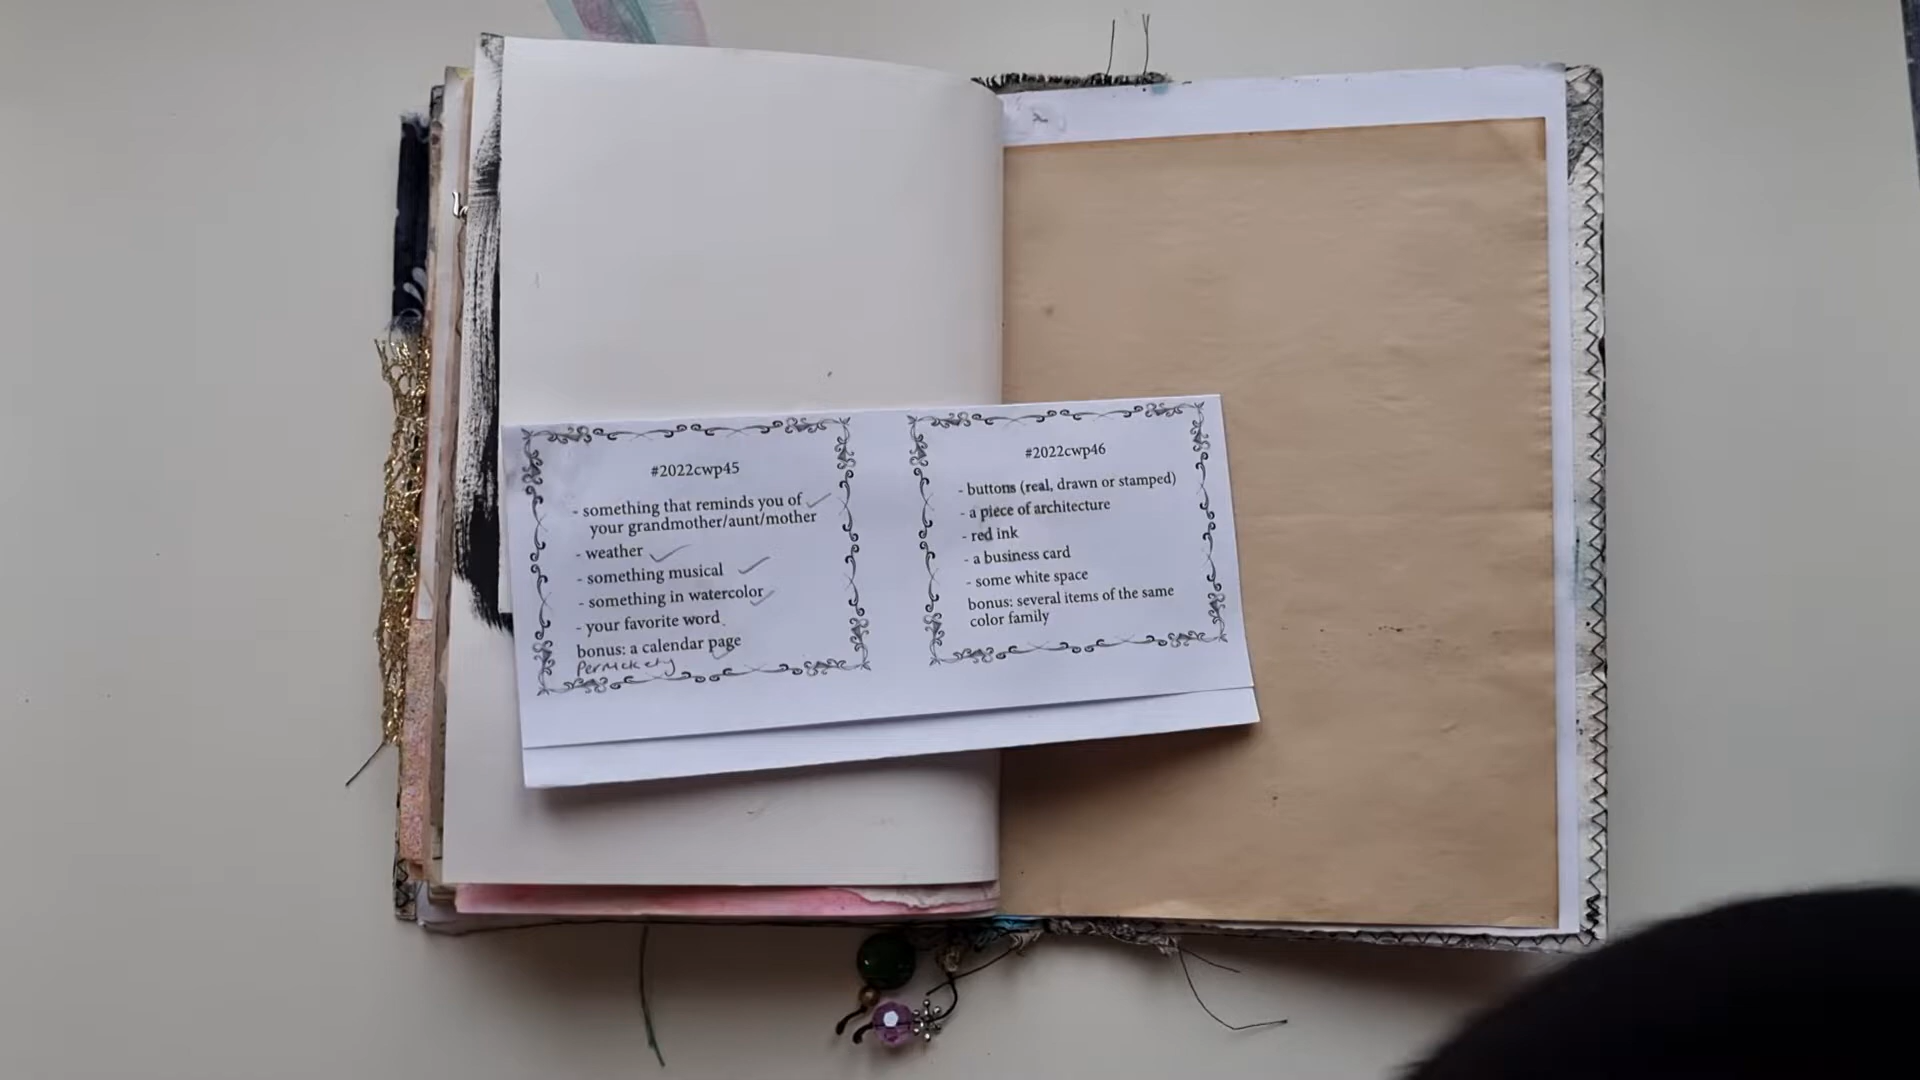 #2022cwp45
- something that reminds you of
your grandmother/aunt/mother
- weather
- something musical
- something in watercolor
- your favorite word
bonus: a calendar page
Pernickety
#2022cwp46
- buttons (real, drawn or stamped)
- a piece of architecture
- red ink
- a business card
- some white space
bonus: several items of the same
color family